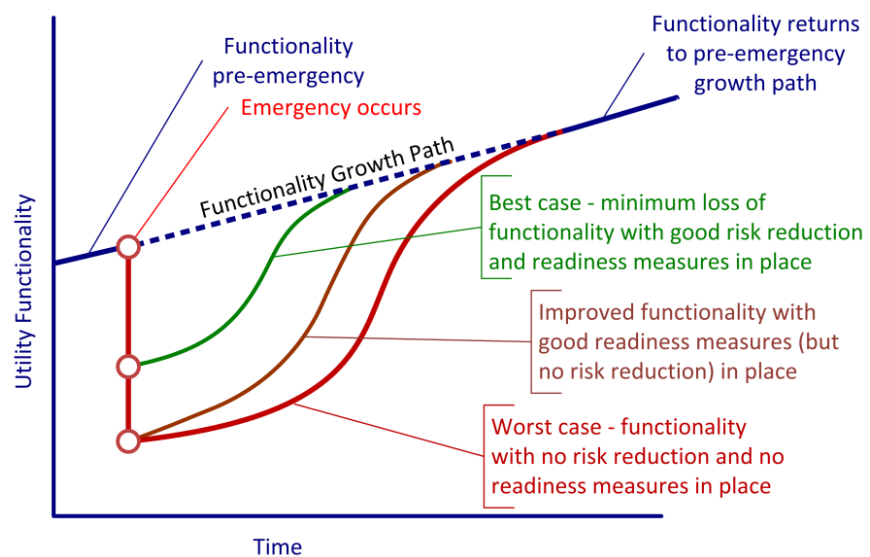 Functionality
pre-emergency
Emergency occurs
Functionality returns
to pre-emergency
growth path
Functionality Growth Path
Best case - minimum loss of
functionality with good risk reduction
and readiness measures in place
Improved functionality with
good readiness measures (but
no risk reduction) in place
Worst case - functionality
with no risk reduction and no
readiness measures in place
Utility Functionality
Time